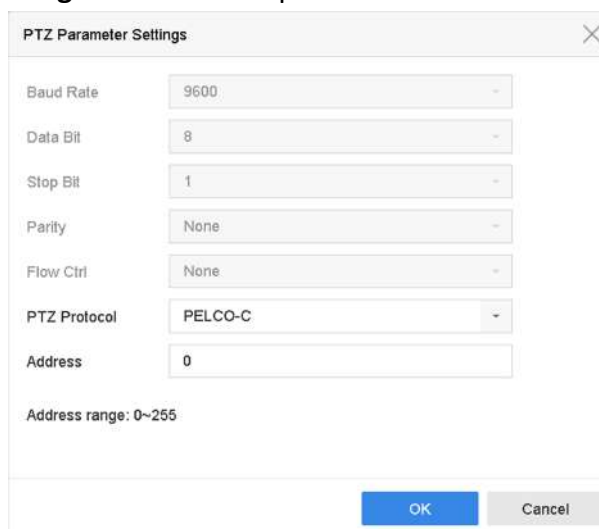 PTZ Parameter Settings
Baud Rate 9600
Data Bit 8
Stop Bit 1
Parity None
Flow Ctrl None
PTZ Protocol PELCO-C
Address 0
Address range: 0~255
OK Cancel